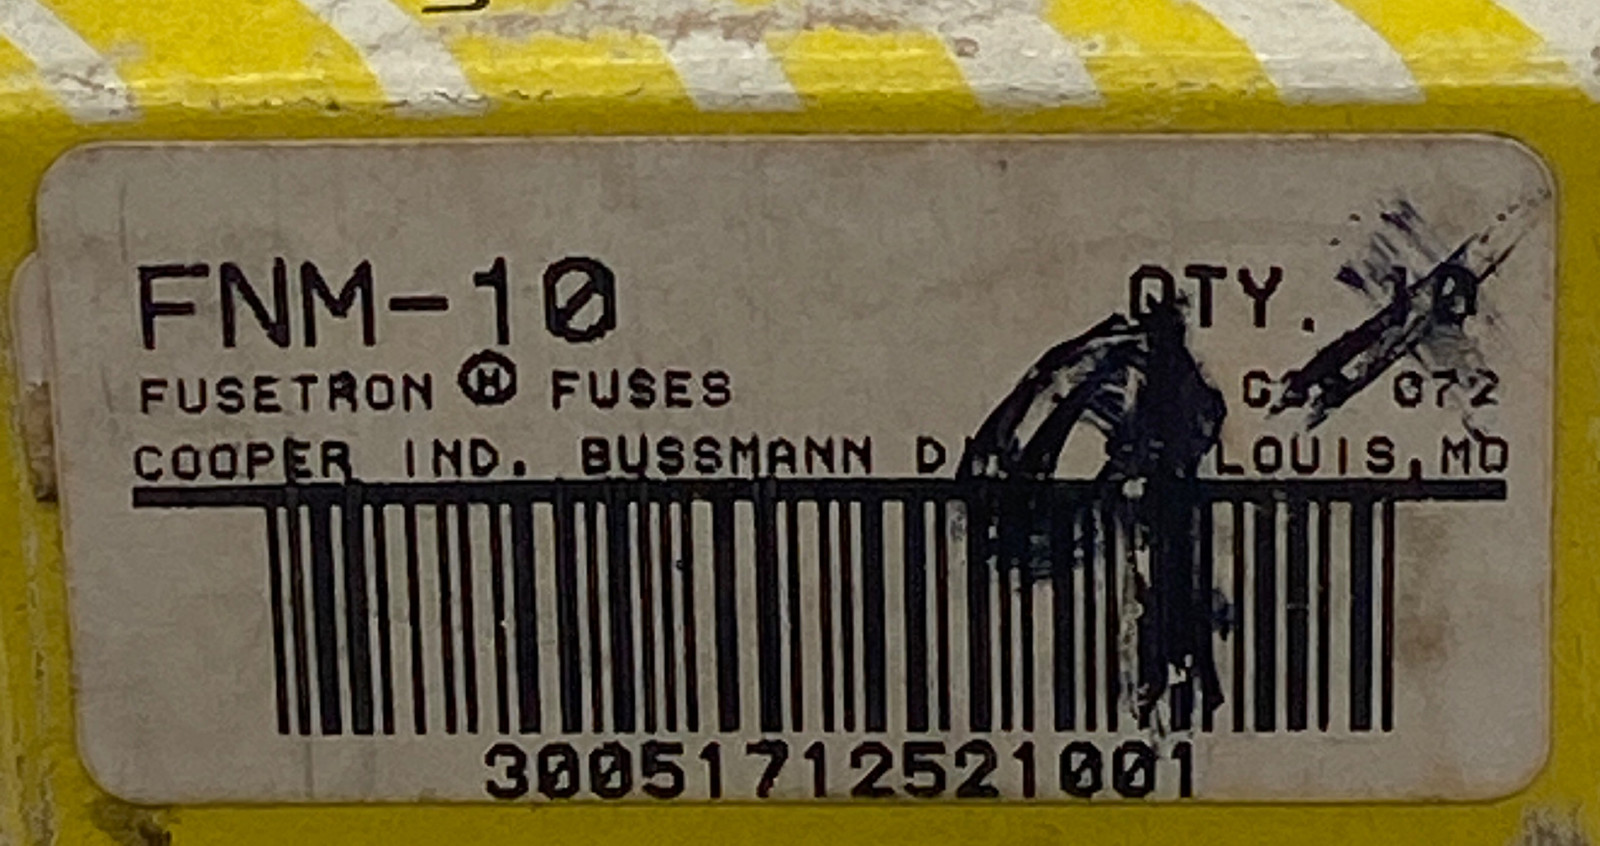 FNM-10 QTY. 10
FUSETRON ® FUSES 072
COOPER IND. BUSSMANN LOUIS, MO
30051712521001